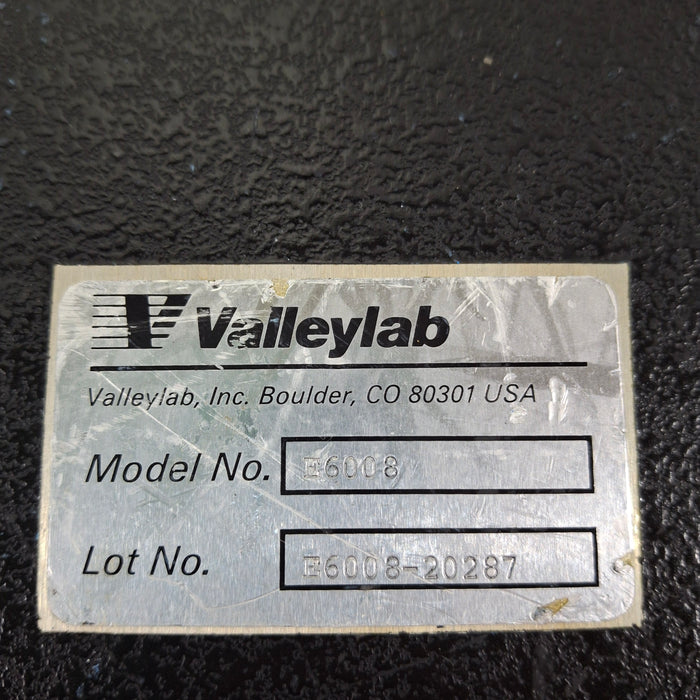 Valleylab
Valleylab, Inc. Boulder, CO 80301 USA
Model No. E6008
Lot No. E6008-20287